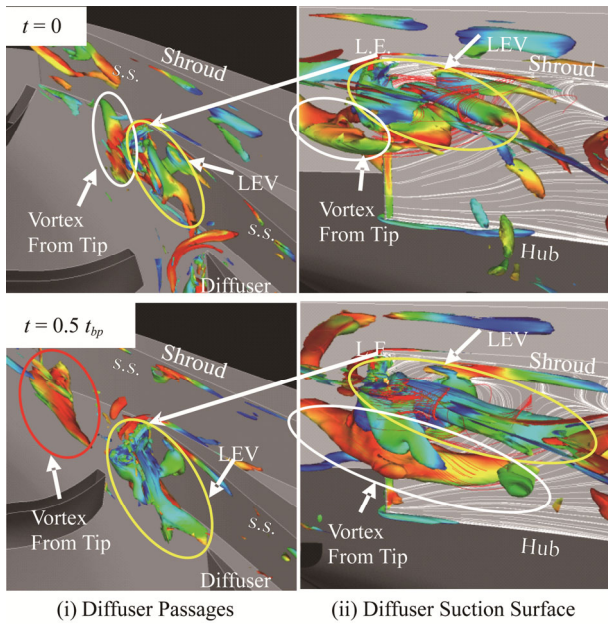 t = 0
s.s.
Shroud
LEV
Vortex
From Tip
s.s.
Diffuser
L.E.
LEV
Shroud
Vortex
From Tip
Hub
t = 0.5 tbp
s.s.
Shroud
LEV
Vortex
From Tip
s.s.
Diffuser
L.E.
LEV
Shroud
Vortex
From Tip
Hub
(i) Diffuser Passages
(ii) Diffuser Suction Surface